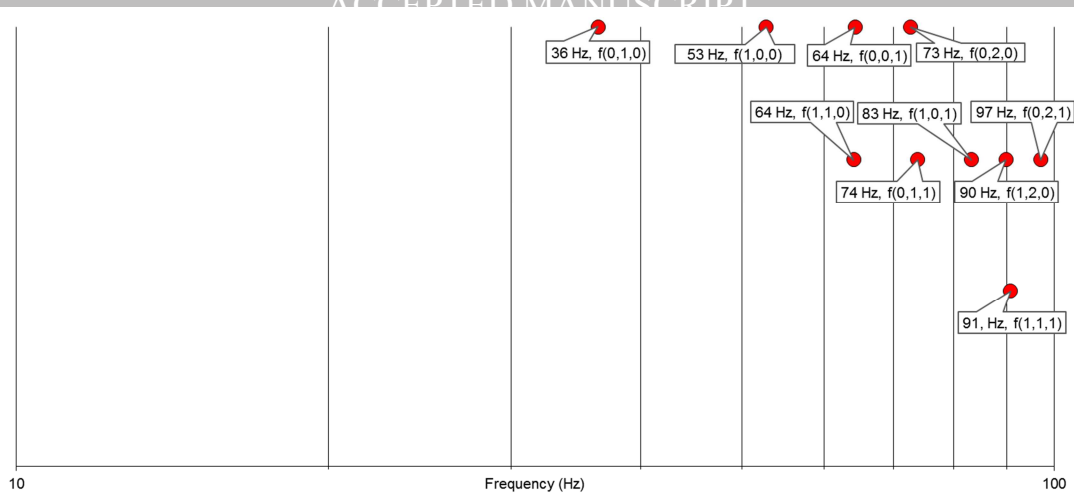 ACCEPTED MANUSCRIPT
36 Hz, f(0,1,0)
53 Hz, f(1,0,0)
64 Hz, f(0,0,1)
73 Hz, f(0,2,0)
64 Hz, f(1,1,0)
83 Hz, f(1,0,1)
97 Hz, f(0,2,1)
74 Hz, f(0,1,1)
90 Hz, f(1,2,0)
91, Hz, f(1,1,1)
10
Frequency (Hz)
100